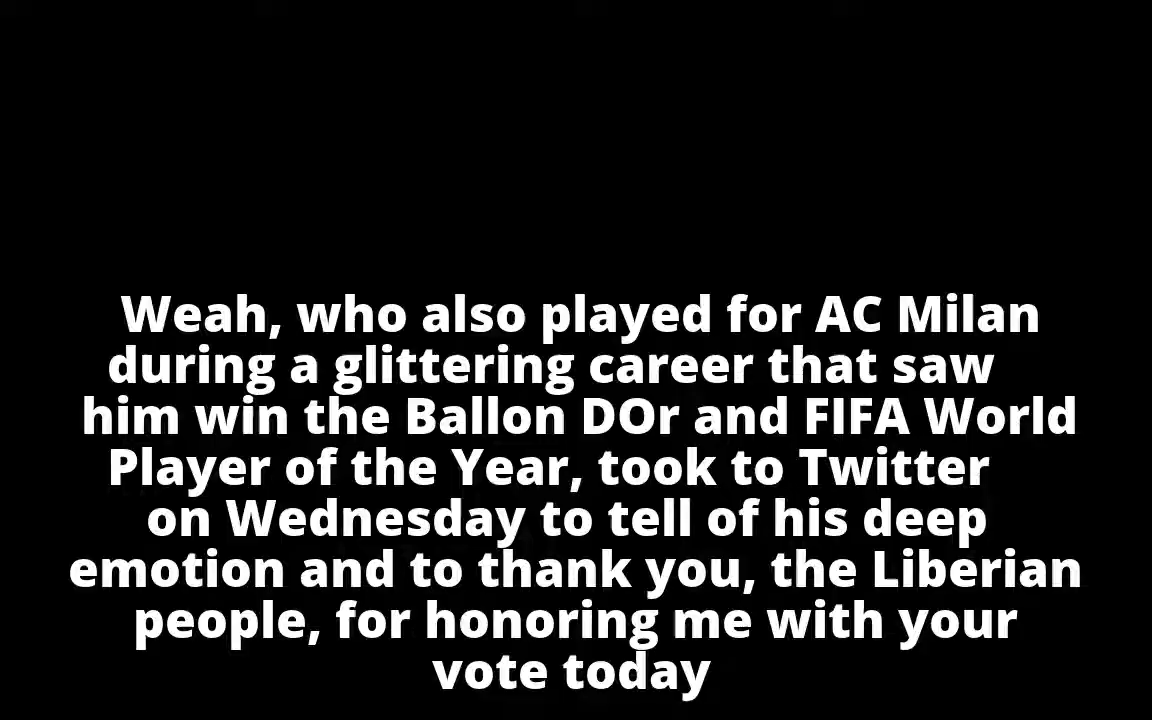 Weah, who also played for AC Milan
during a glittering career that saw
him win the Ballon DOr and FIFA World
Player of the Year, took to Twitter
on Wednesday to tell of his deep
emotion and to thank you, the Liberian
people, for honoring me with your
vote today